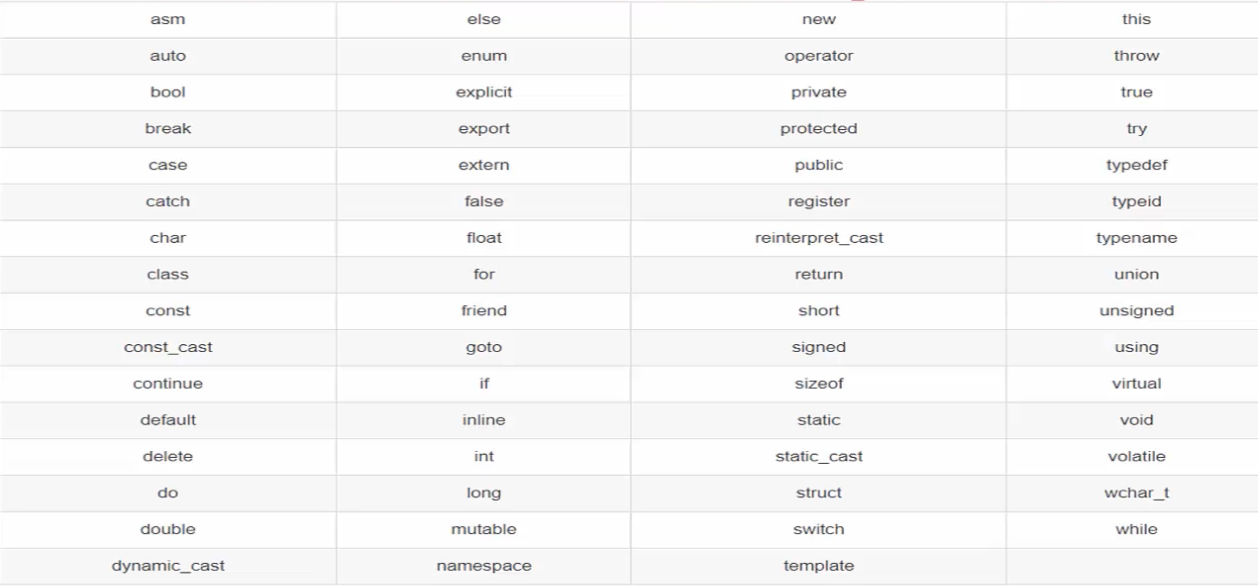 asm else new this
auto enum operator throw
bool explicit private true
break export protected try
case extern public typedef
catch false register typeid
char float reinterpret_cast typename
class for return union
const friend short unsigned
const_cast goto signed using
continue if sizeof virtual
default inline static void
delete int static_cast volatile
do long struct wchar_t
double mutable switch while
dynamic_cast namespace template